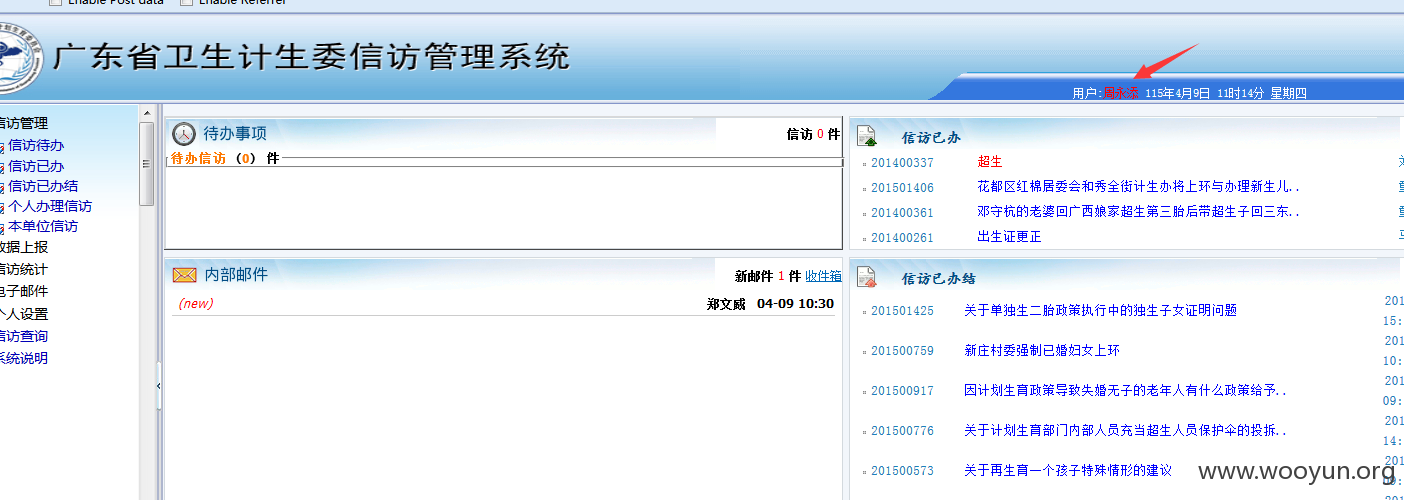 Enable Post data Enable Referrer
广东省卫生计生委信访管理系统
用户: 115年4月9日 11时14分 星期四
信访管理
信访待办
信访已办
信访已办结
个人办理信访
本单位信访
数据上报
信访统计
电子邮件
个人设置
信访查询
系统说明
待办事项 信访 0 件
待办信访 (0) 件
内部邮件 新邮件 1 件 收件箱
(new) 郑文威 04-09 10:30
信访已办
201400337 超生
201501406 花都区红棉居委会和秀全街计生办将上环与办理新生儿..
201400361 邓守杭的老婆回广西娘家超生第三胎后带超生子回三东..
201400261 出生证更正
信访已办结
201501425 关于单独生二胎政策执行中的独生子女证明问题 201
15:
201500759 新庄村委强制已婚妇女上环 201
10:
201500917 因计划生育政策导致失婚无子的老年人有什么政策给予.. 201
09:
201500776 关于计划生育部门内部人员充当超生人员保护伞的投拆.. 201
14:
201500573 关于再生育一个孩子特殊情形的建议 201
09:
www.wooyun.org